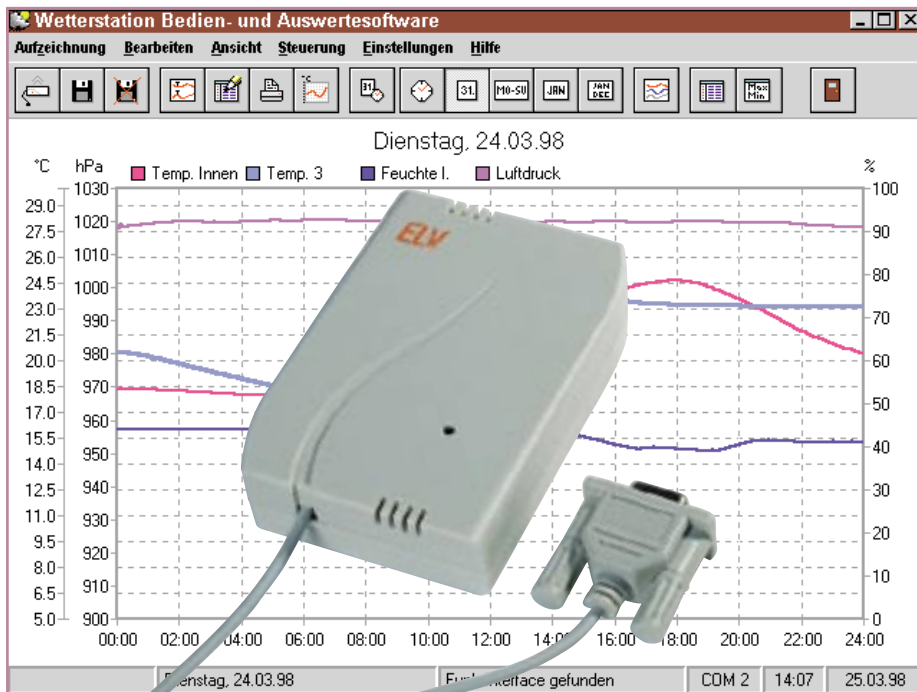 Wetterstation Bedien- und Auswertesoftware
Aufzeichnung Bearbeiten Ansicht Steuerung Einstellungen Hilfe
°C 31. 31. MO-SU JAN JAN DEC Max Min
Dienstag, 24.03.98
°C hPa Temp. Innen Temp. 3 Feuchte I. Luftdruck %
1030 100
29.0
1020
27.5 90
ELV
1010
26.0
80
24.5 1000
23.0
990 70
21.5
20.0 980 60
18.5 970
50
17.0
960
15.5 40
950
14.0
12.5 940 30
11.0 930
20
9.5
920
8.0
910 10
6.5
5.0 900 0
00:00 02:00 04:00 06:00 08:00 10:00 12:00 14:00 16:00 18:00 20:00 22:00 24:00
Dienstag, 24.03.98 gefunden COM 2 14:07 25.03.98